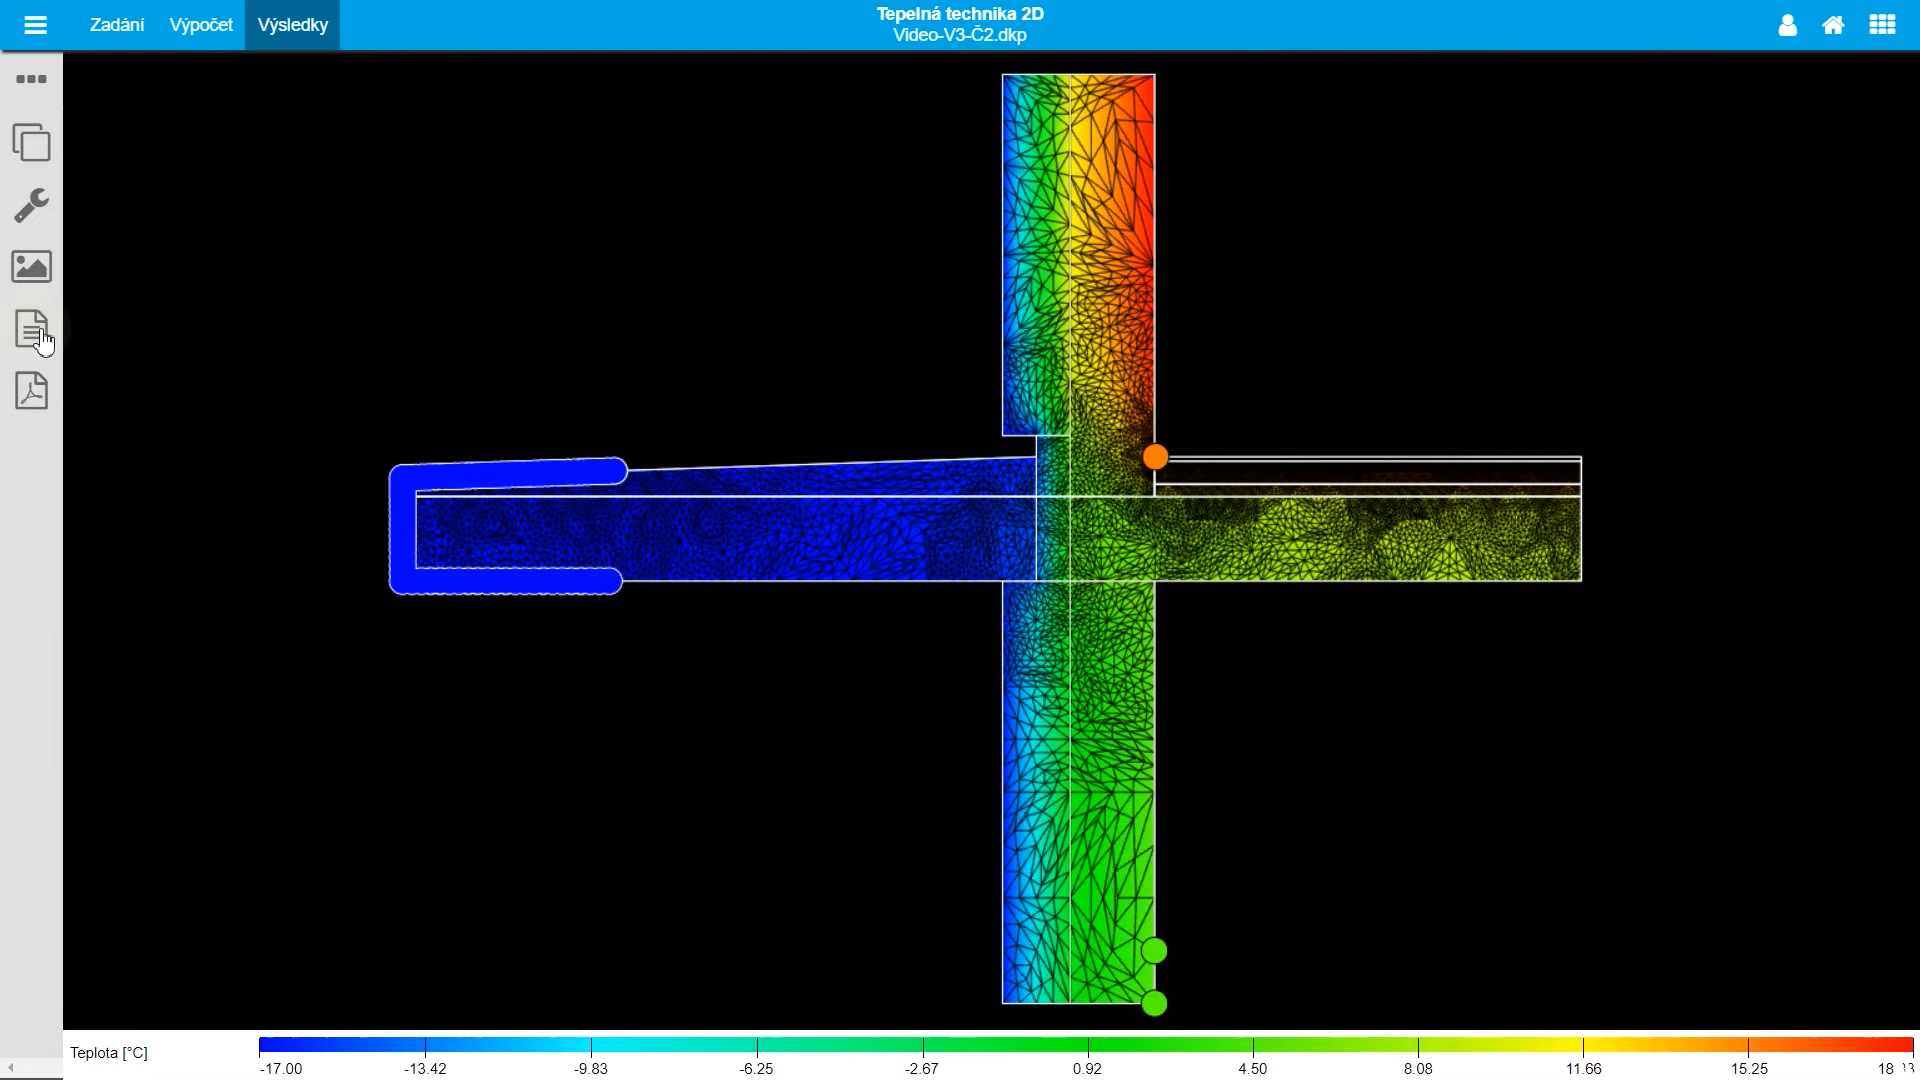 Zadání Výpočet Výsledky
Tepelná technika 2D
Video-V3-Č2.dkp
Teplota [°C]
-17.00 -13.42 -9.83 -6.25 -2.67 0.92 4.50 8.08 11.66 15.25